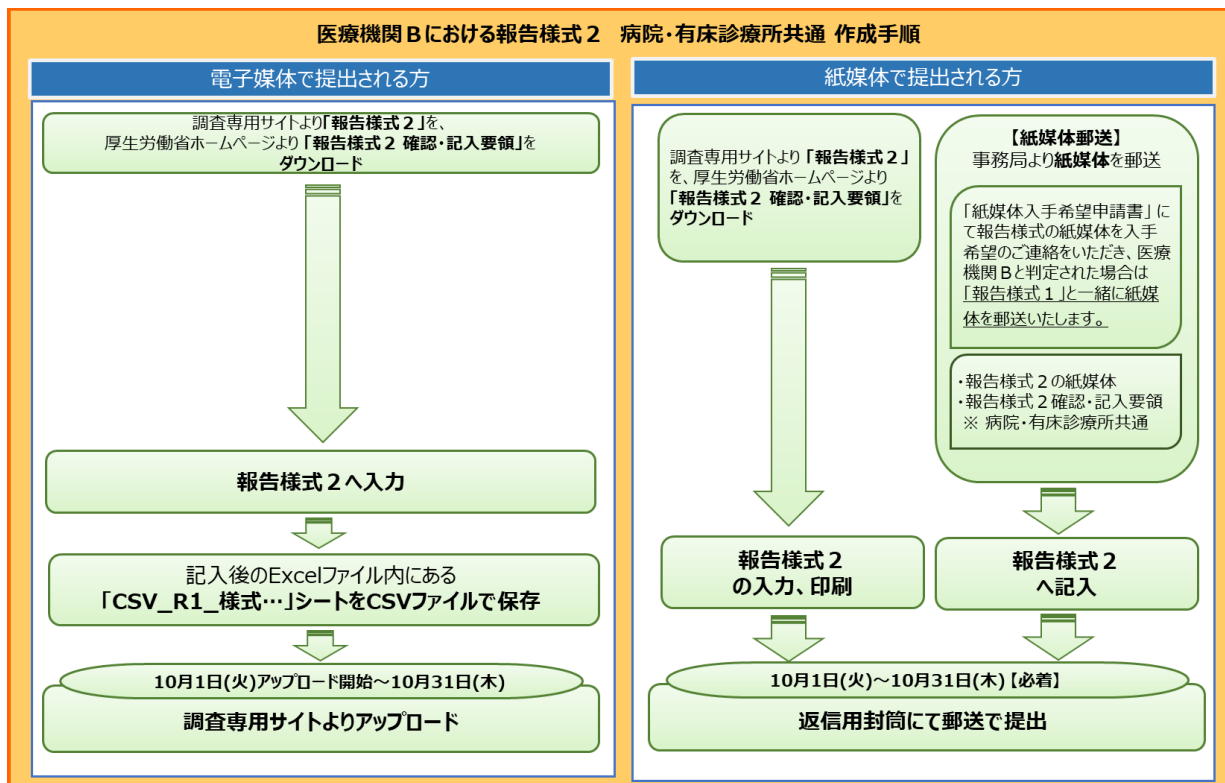 医療機関Bにおける報告様式2　病院・有床診療所共通 作成手順
電子媒体で提出される方
調査専用サイトより「報告様式2」を、
厚生労働省ホームページより「報告様式2 確認・記入要領」を
ダウンロード
報告様式2へ入力
記入後のExcelファイル内にある
「CSV_R1_様式…」シートをCSVファイルで保存
10月1日(火)アップロード開始～10月31日(木)
調査専用サイトよりアップロード
紙媒体で提出される方
調査専用サイトより「報告様式2」
を、厚生労働省ホームページより
「報告様式2 確認・記入要領」を
ダウンロード
報告様式2
の入力、印刷
【紙媒体郵送】
事務局より紙媒体を郵送
「紙媒体入手希望申請書」に
て報告様式の紙媒体を入手
希望のご連絡をいただき、医療
機関Bと判定された場合は
「報告様式1」と一緒に紙媒
体を郵送いたします。
・報告様式2の紙媒体
・報告様式2確認・記入要領
※ 病院・有床診療所共通
報告様式2
へ記入
10月1日(火)～10月31日(木)【必着】
返信用封筒にて郵送で提出